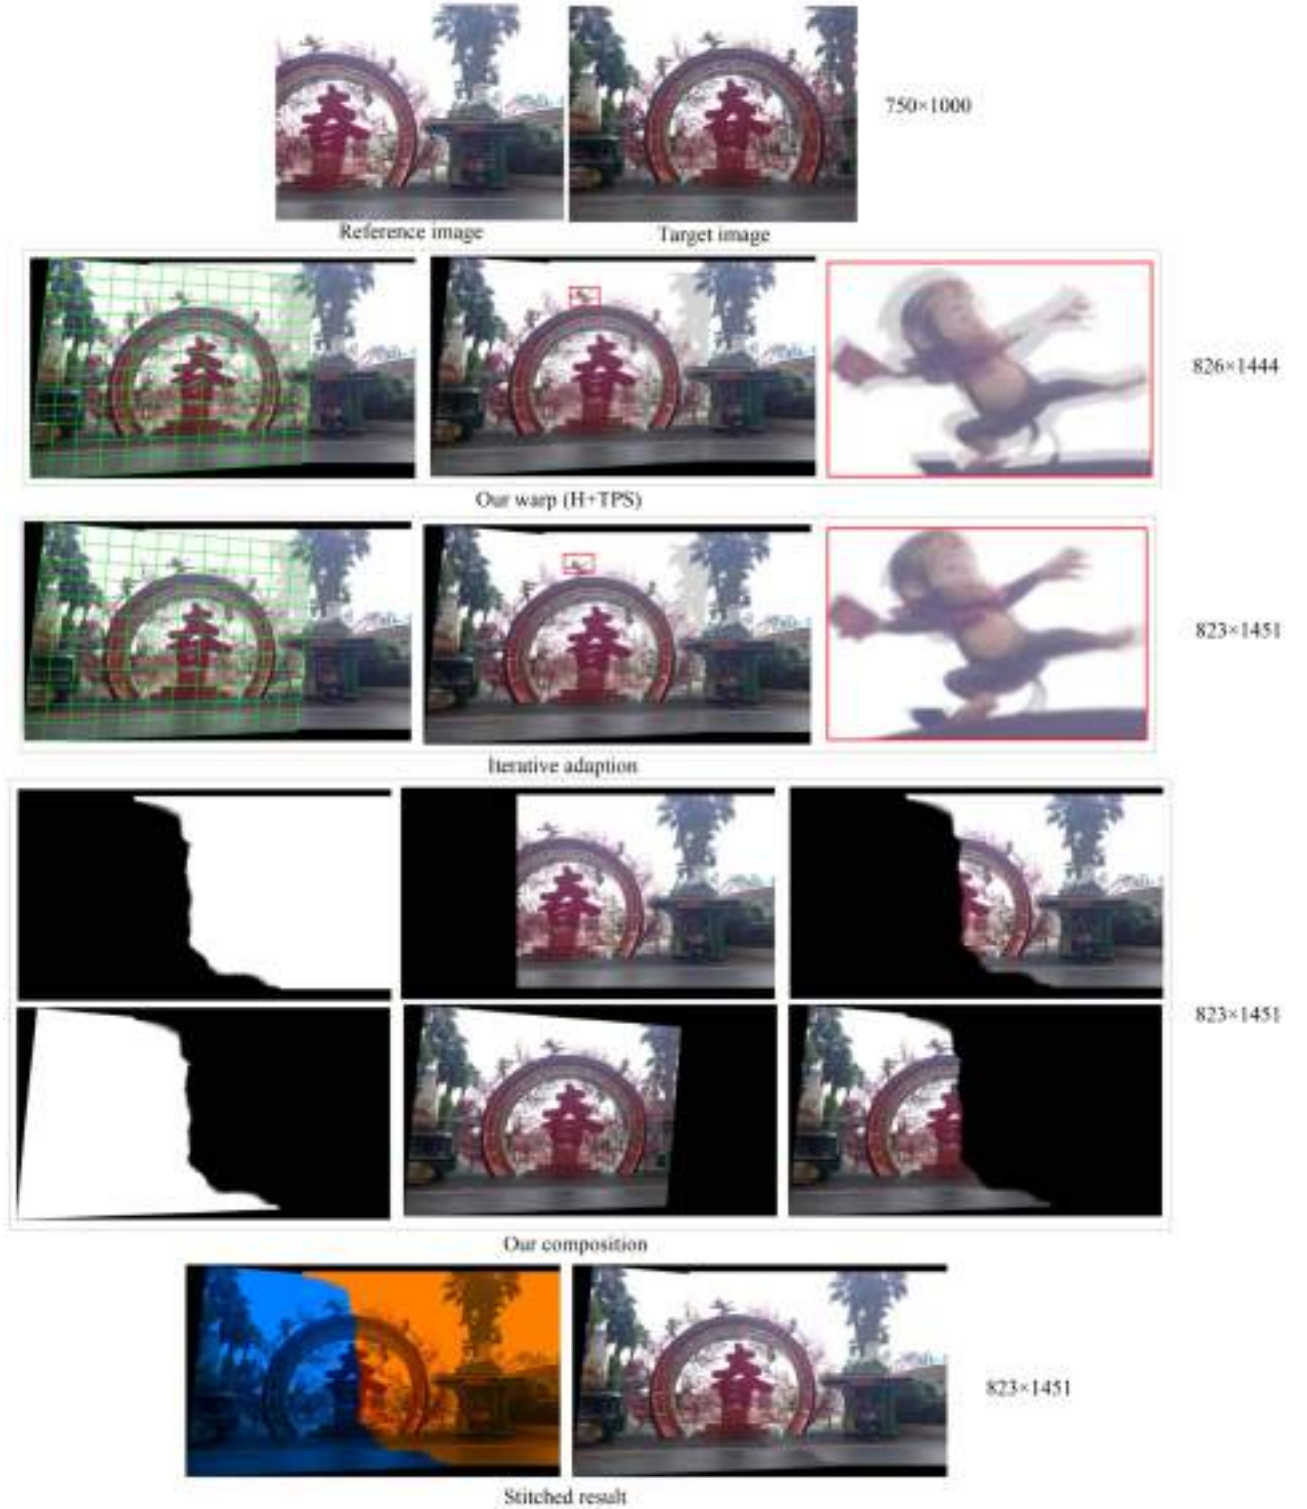 750×1000
Reference image
Target image
826×1444
Our warp (H+TPS)
823×1451
Iterative adaption
823×1451
Our composition
823×1451
Stitched result